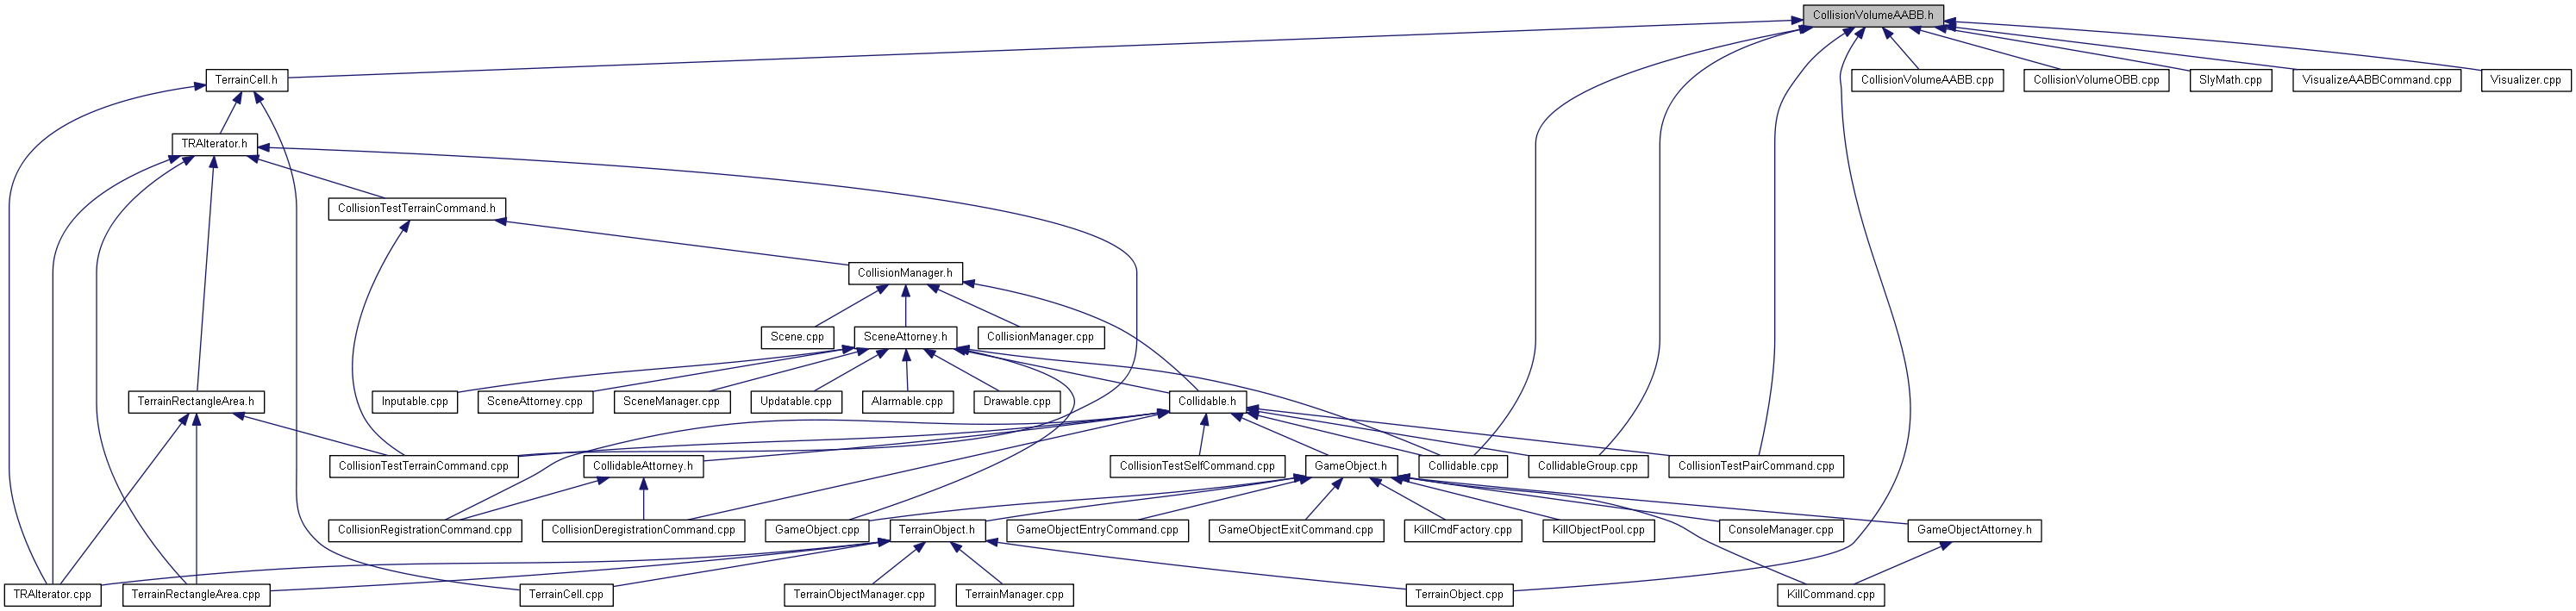 CollisionVolumeAABB.h
TerrainCell.h
CollisionVolumeAABB.cpp
CollisionVolumeOBB.cpp
SlyMath.cpp
VisualizeAABBCommand.cpp
Visualizer.cpp
TRAIterator.h
CollisionTestTerrainCommand.h
CollisionManager.h
Scene.cpp
SceneAttorney.h
CollisionManager.cpp
TerrainRectangleArea.h
Inputable.cpp
SceneAttorney.cpp
SceneManager.cpp
Updatable.cpp
Alarmable.cpp
Drawable.cpp
Collidable.h
CollisionTestTerrainCommand.cpp
CollidableAttorney.h
CollisionTestSelfCommand.cpp
GameObject.h
Collidable.cpp
CollidableGroup.cpp
CollisionTestPairCommand.cpp
CollisionRegistrationCommand.cpp
CollisionDeregistrationCommand.cpp
GameObject.cpp
TerrainObject.h
GameObjectEntryCommand.cpp
GameObjectExitCommand.cpp
KillCmdFactory.cpp
KillObjectPool.cpp
ConsoleManager.cpp
GameObjectAttorney.h
TRAIterator.cpp
TerrainRectangleArea.cpp
TerrainCell.cpp
TerrainObjectManager.cpp
TerrainManager.cpp
TerrainObject.cpp
KillCommand.cpp